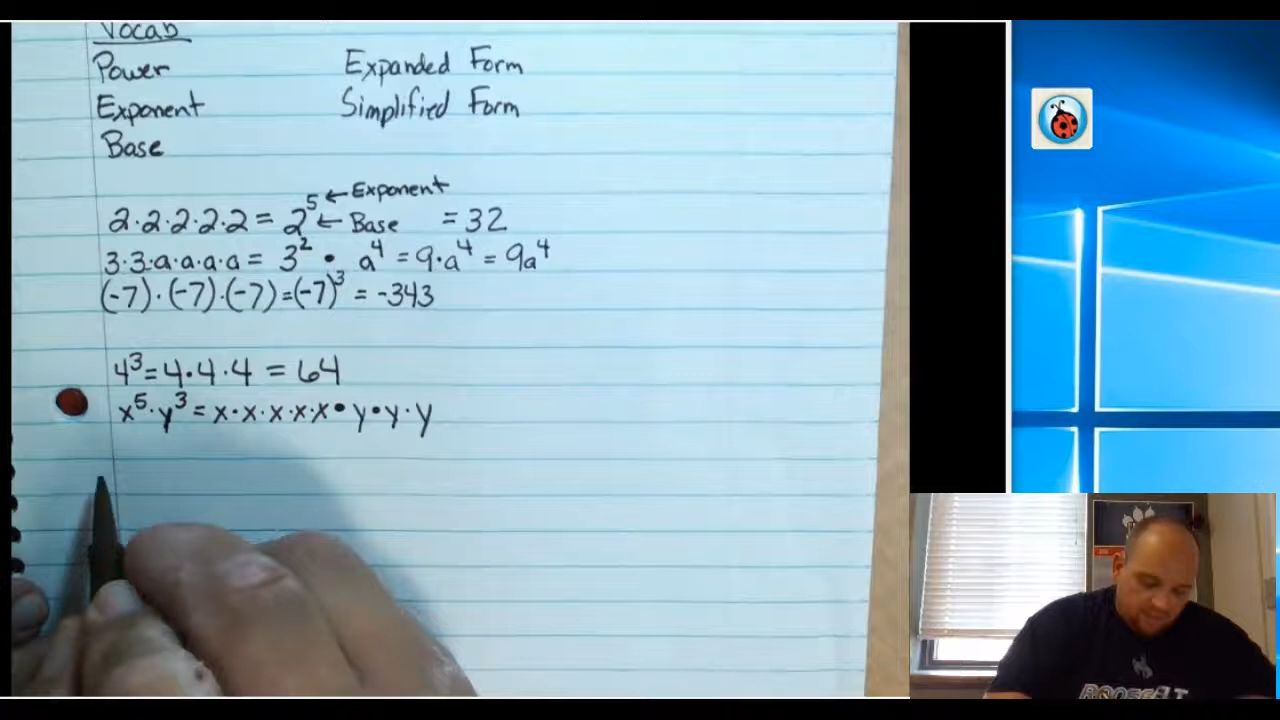 Vocab
Power Expanded Form
Exponent Simplified Form
Base
2·2·2·2·2 = 2⁵ ← Exponent ← Base = 32
3·3·a·a·a·a = 3² • a⁴ = 9·a⁴ = 9a⁴
(-7)·(-7)·(-7) = (-7)³ = -343
4³ = 4·4·4 = 64
x⁵·y³ = x·x·x·x·x•y•y·y